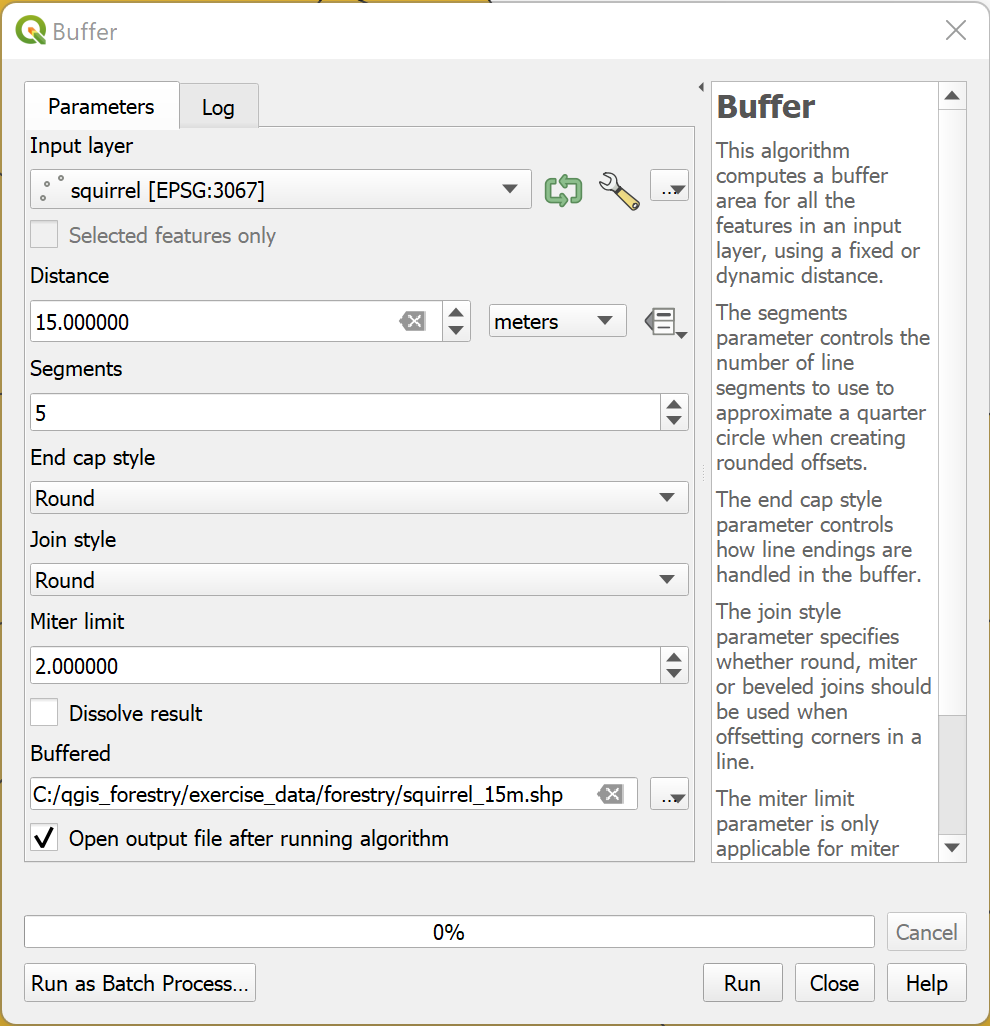 Buffer
Parameters
Log
Input layer
squirrel [EPSG:3067]
...
Selected features only
Distance
15.000000
meters
Segments
5
End cap style
Round
Join style
Round
Miter limit
2.000000
Dissolve result
Buffered
C:/qgis_forestry/exercise_data/forestry/squirrel_15m.shp
...
Open output file after running algorithm
Buffer
This algorithm
computes a buffer
area for all the
features in an input
layer, using a fixed or
dynamic distance.
The segments
parameter controls the
number of line
segments to use to
approximate a quarter
circle when creating
rounded offsets.
The end cap style
parameter controls
how line endings are
handled in the buffer.
The join style
parameter specifies
whether round, miter
or beveled joins should
be used when
offsetting corners in a
line.
The miter limit
parameter is only
applicable for miter
0%
Cancel
Run as Batch Process...
Run
Close
Help